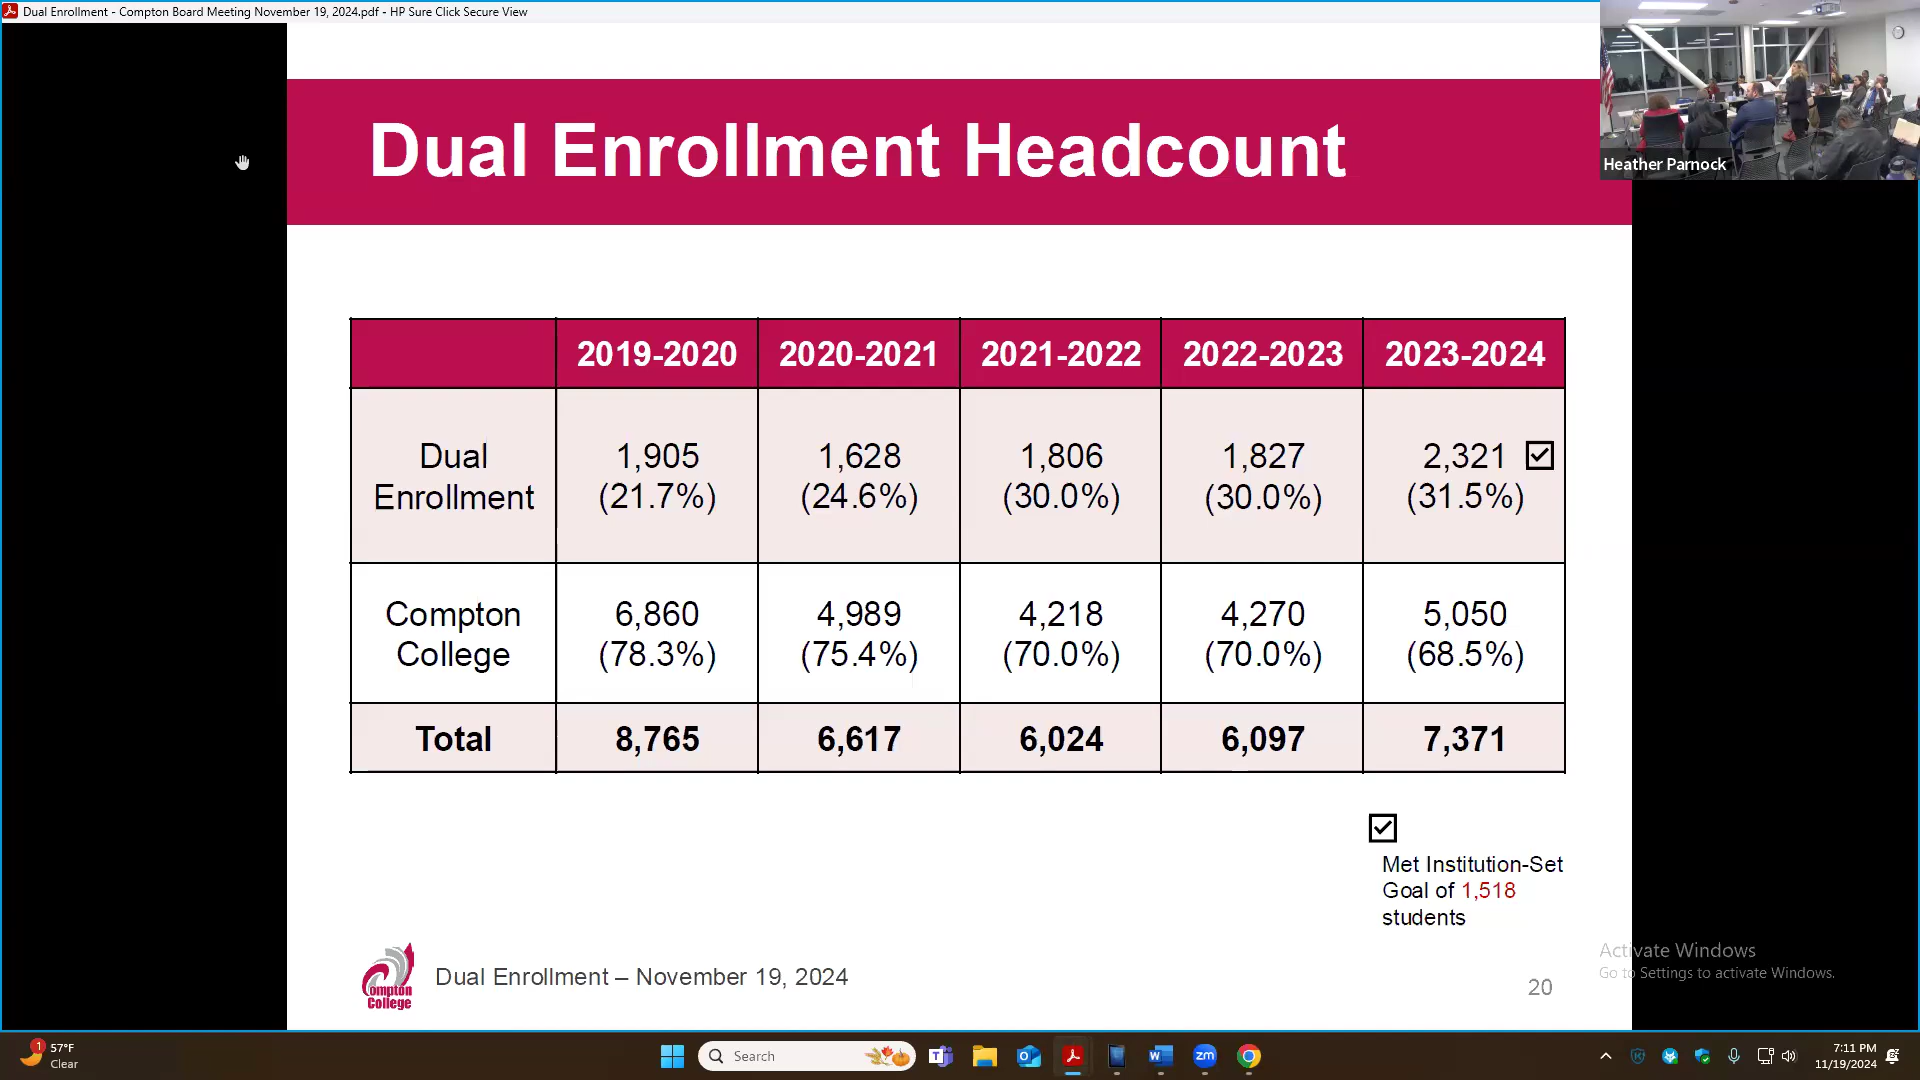 Dual Enrollment - Compton Board Meeting November 19, 2024.pdf - HP Sure Click Secure View
Heather Parnock
Dual Enrollment Headcount
2019-2020 2020-2021 2021-2022 2022-2023 2023-2024
Dual Enrollment
1,905 1,628 1,806 1,827 2,321
(21.7%) (24.6%) (30.0%) (30.0%) (31.5%)
Compton College
6,860 4,989 4,218 4,270 5,050
(78.3%) (75.4%) (70.0%) (70.0%) (68.5%)
Total 8,765 6,617 6,024 6,097 7,371
Met Institution-Set
Goal of 1,518
students
Compton
College
Dual Enrollment – November 19, 2024
20
Activate Windows
Go to Settings to activate Windows.
1
57°F
Clear
Search
zm
7:11 PM
11/19/2024